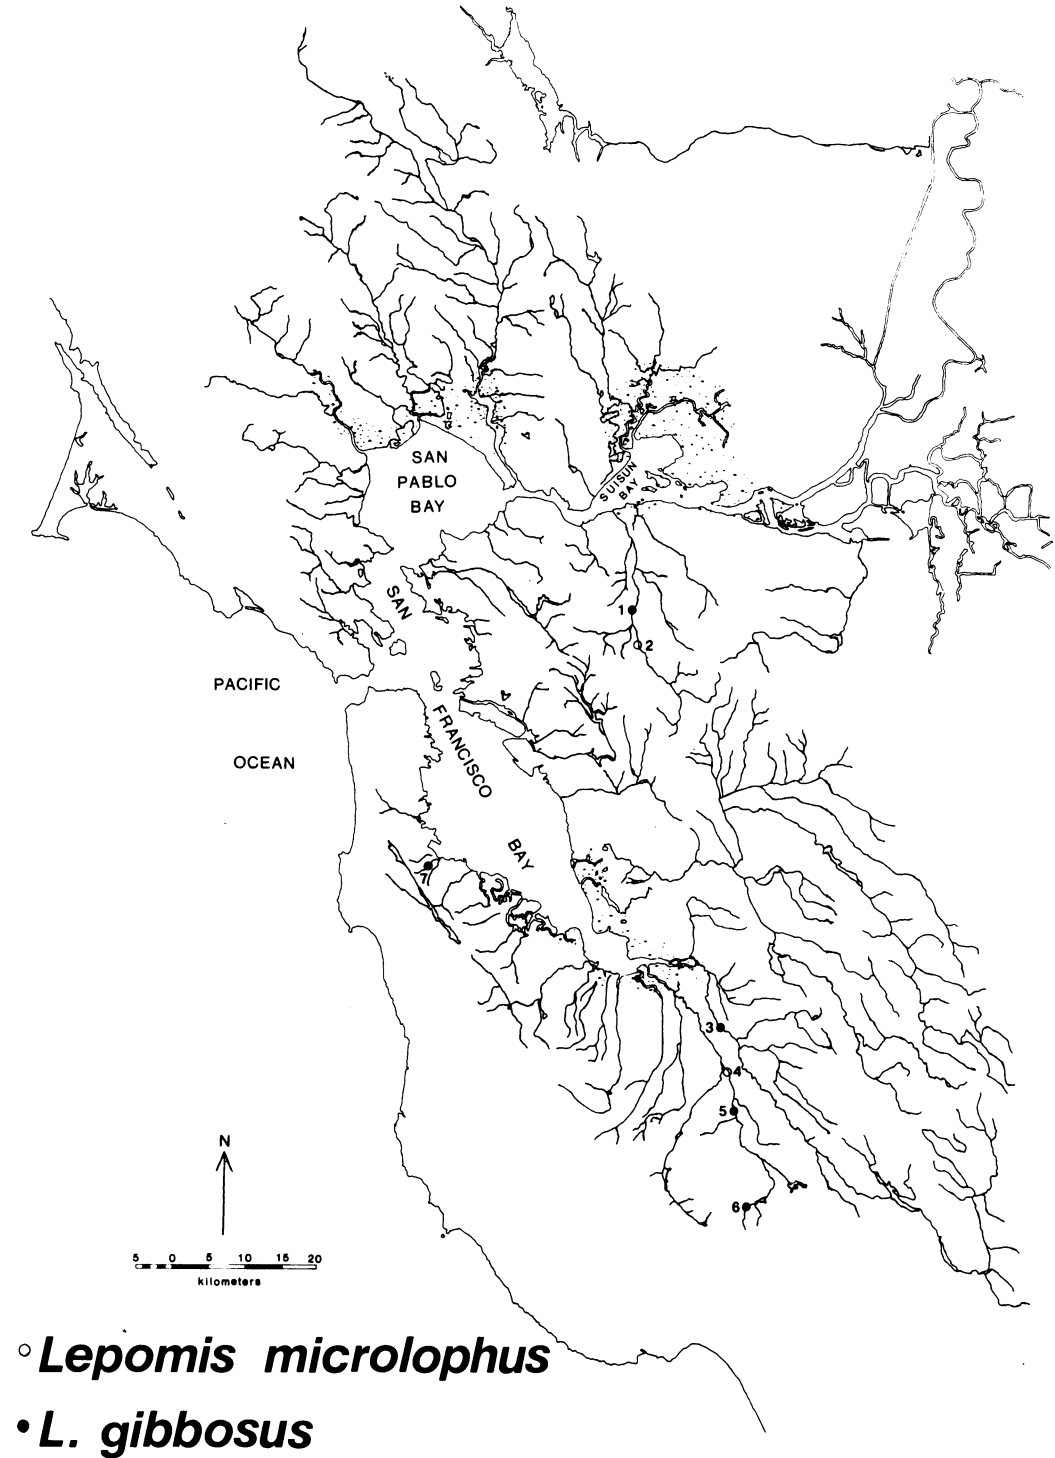 SAN
PABLO
BAY
SUISUN
BAY
SAN
1
2
PACIFIC
FRANCISCO
OCEAN
BAY
7
3
4
5
N
6
5 0 5 10 15 20
kilometers
Lepomis microlophus
L. gibbosus